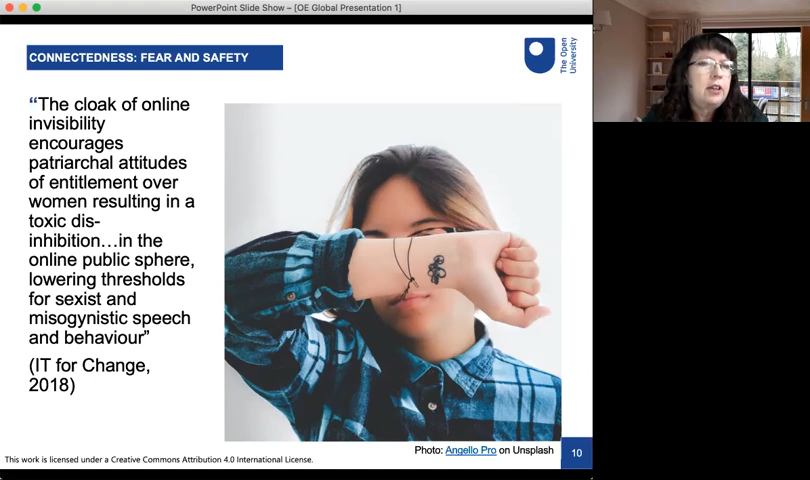 PowerPoint Slide Show – [OE Global Presentation 1]
CONNECTEDNESS: FEAR AND SAFETY
The Open
University
“The cloak of online
invisibility
encourages
patriarchal attitudes
of entitlement over
women resulting in a
toxic dis-
inhibition…in the
online public sphere,
lowering thresholds
for sexist and
misogynistic speech
and behaviour”
(IT for Change,
2018)
Photo: Angello Pro on Unsplash
10
This work is licensed under a Creative Commons Attribution 4.0 International License.